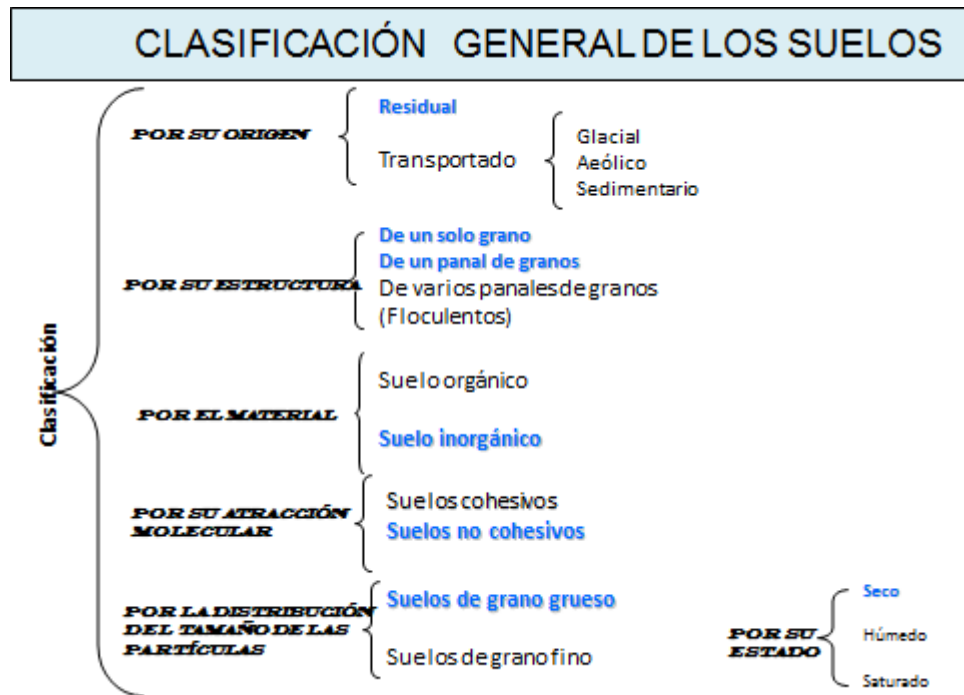 CLASIFICACIÓN GENERAL DE LOS SUELOS
Clasificación
POR SU ORIGEN
Residual
Transportado
Glacial
Aeólico
Sedimentario
POR SU ESTRUCTURA
De un solo grano
De un panal de granos
De varios panales de granos
(Floculentos)
POR EL MATERIAL
Suelo orgánico
Suelo inorgánico
POR SU ATRACCIÓN
MOLECULAR
Suelos cohesivos
Suelos no cohesivos
POR LA DISTRIBUCIÓN
DEL TAMAÑO DE LAS
PARTÍCULAS
Suelos de grano grueso
Suelos de grano fino
POR SU
ESTADO
Seco
Húmedo
Saturado